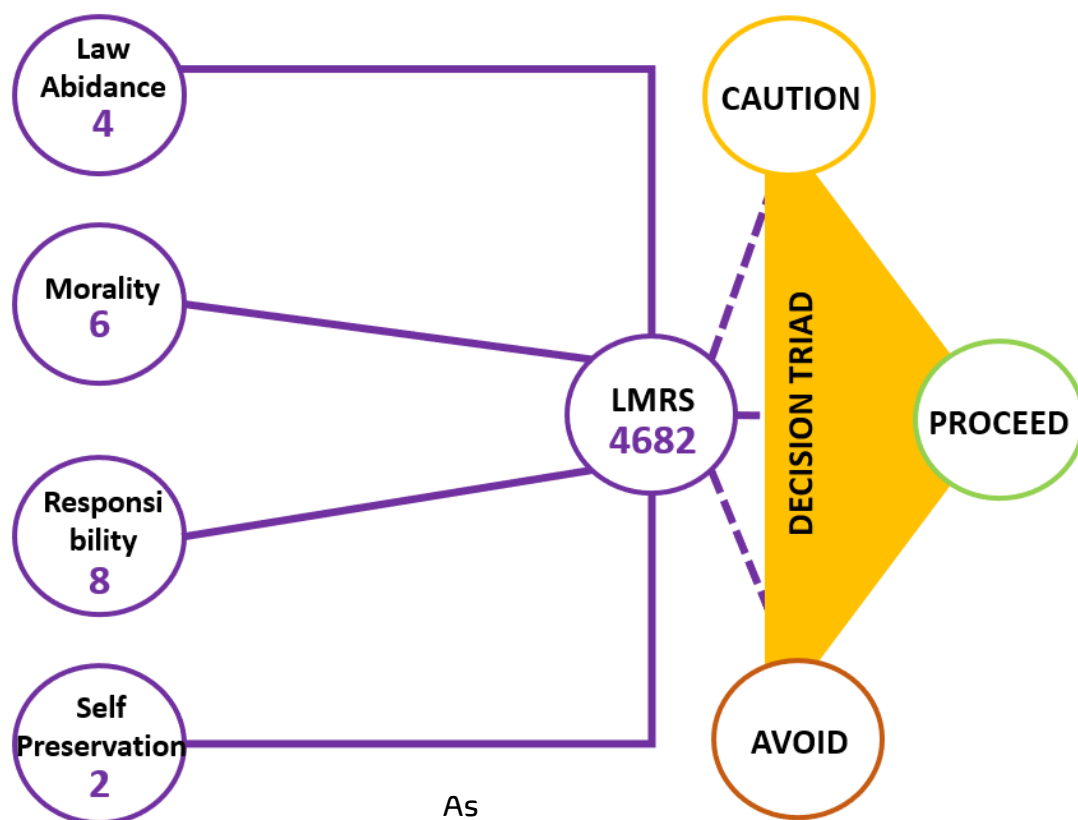 Law
Abidance
4
Morality
6
Responsi
bility
8
Self
Preservation
2
LMRS
4682
DECISION TRIAD
CAUTION
PROCEED
AVOID
As